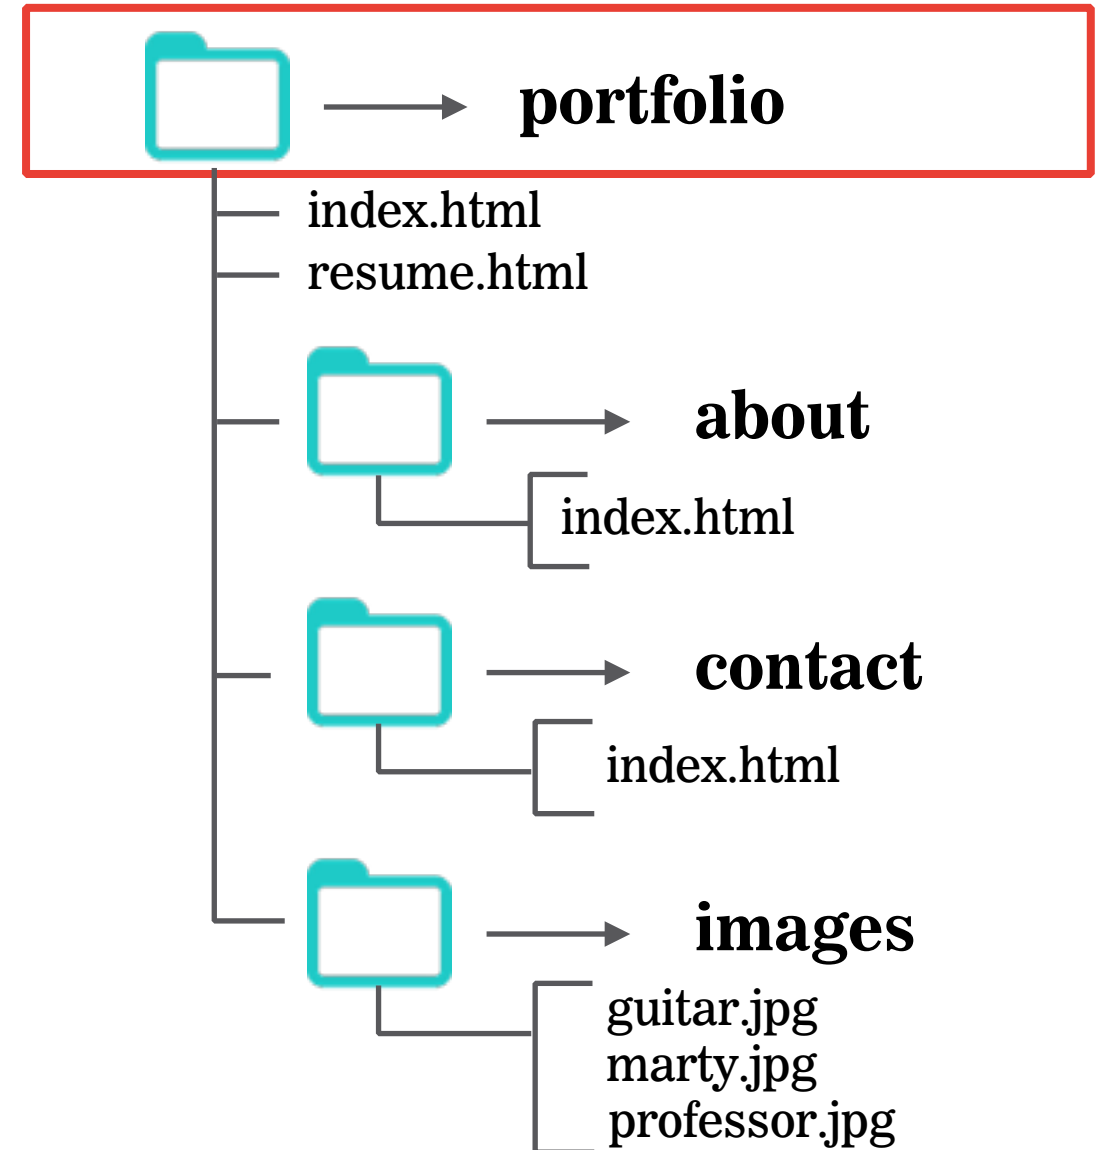 portfolio
index.html
resume.html
about
index.html
contact
index.html
images
guitar.jpg
marty.jpg
professor.jpg